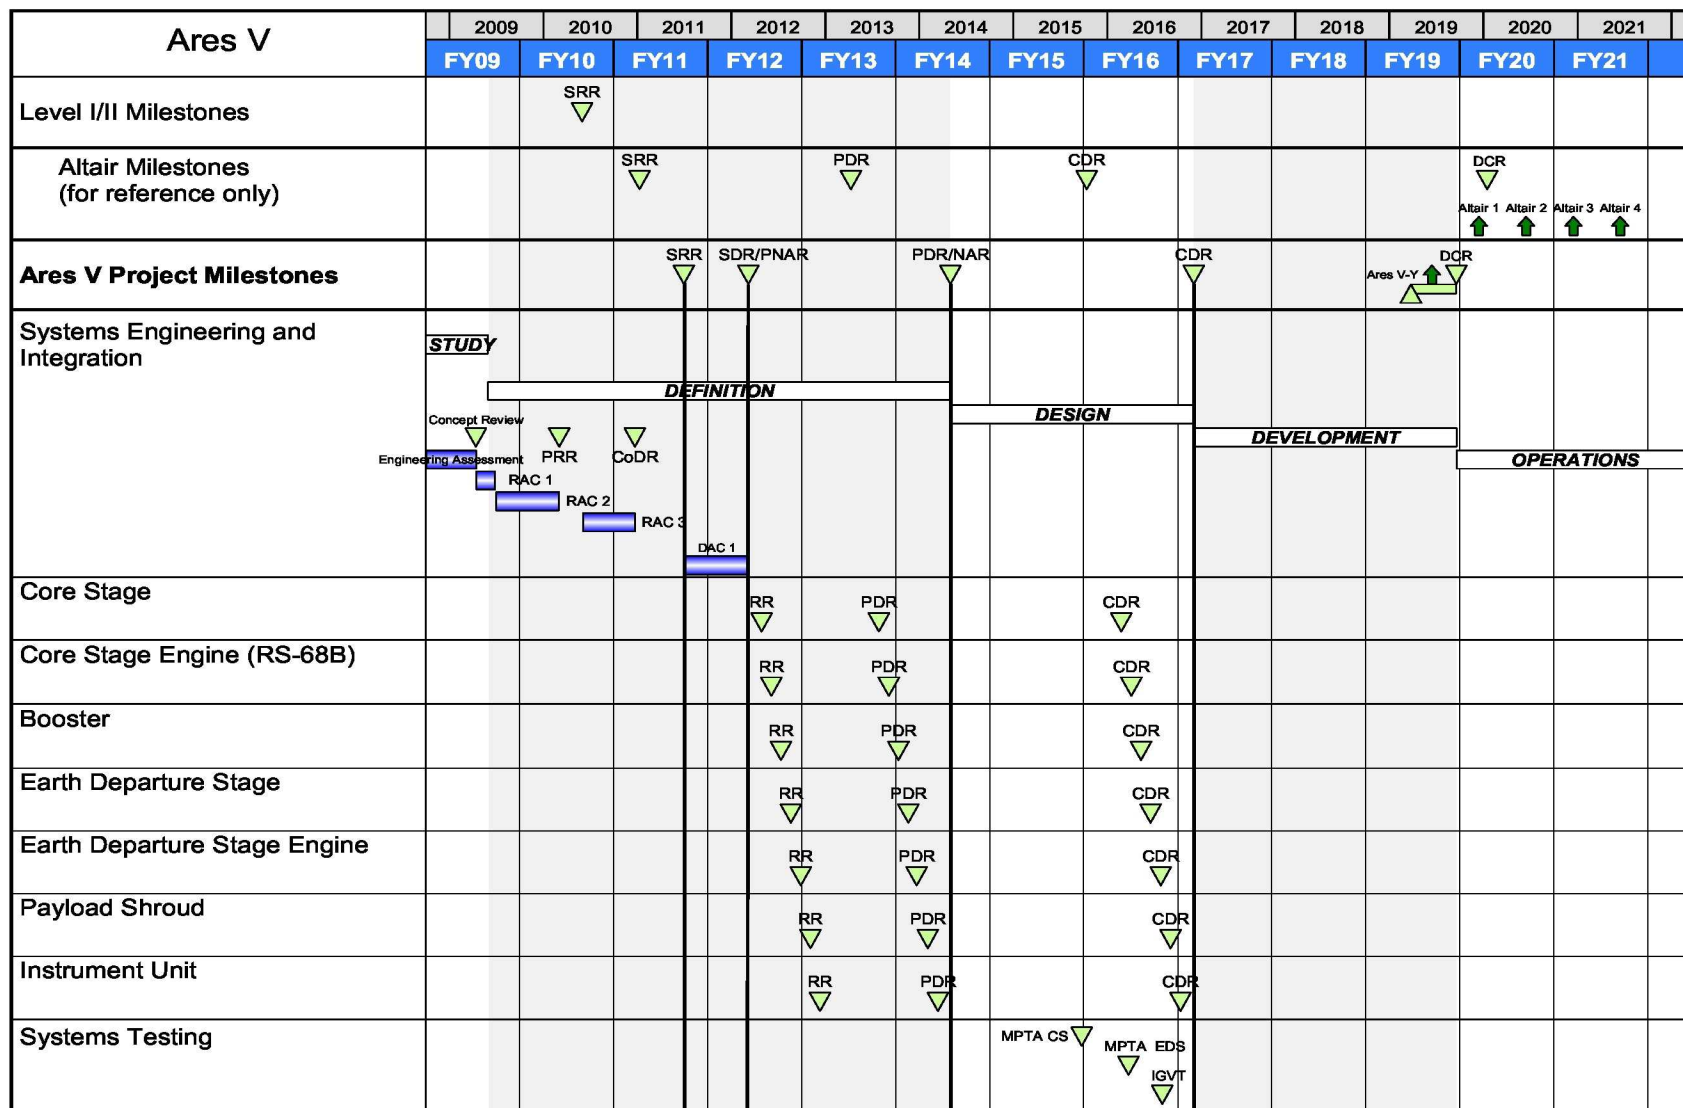 Ares V
2009 2010 2011 2012 2013 2014 2015 2016 2017 2018 2019 2020 2021
FY09 FY10 FY11 FY12 FY13 FY14 FY15 FY16 FY17 FY18 FY19 FY20 FY21
Level I/II Milestones
SRR
Altair Milestones
(for reference only)
SRR PDR CDR DCR
Altair 1 Altair 2 Altair 3 Altair 4
Ares V Project Milestones
SRR SDR/PNAR PDR/NAR CDR DCR
Ares V-Y
Systems Engineering and
Integration
STUDY
DEFINITION
DESIGN
DEVELOPMENT
OPERATIONS
Concept Review
PRR CoDR
Engineering Assessment
RAC 1
RAC 2
RAC 3
DAC 1
Core Stage
RR PDR CDR
Core Stage Engine (RS-68B)
RR PDR CDR
Booster
RR PDR CDR
Earth Departure Stage
RR PDR CDR
Earth Departure Stage Engine
RR PDR CDR
Payload Shroud
RR PDR CDR
Instrument Unit
RR PDR CDR
Systems Testing
MPTA CS
MPTA EDS
IGVT